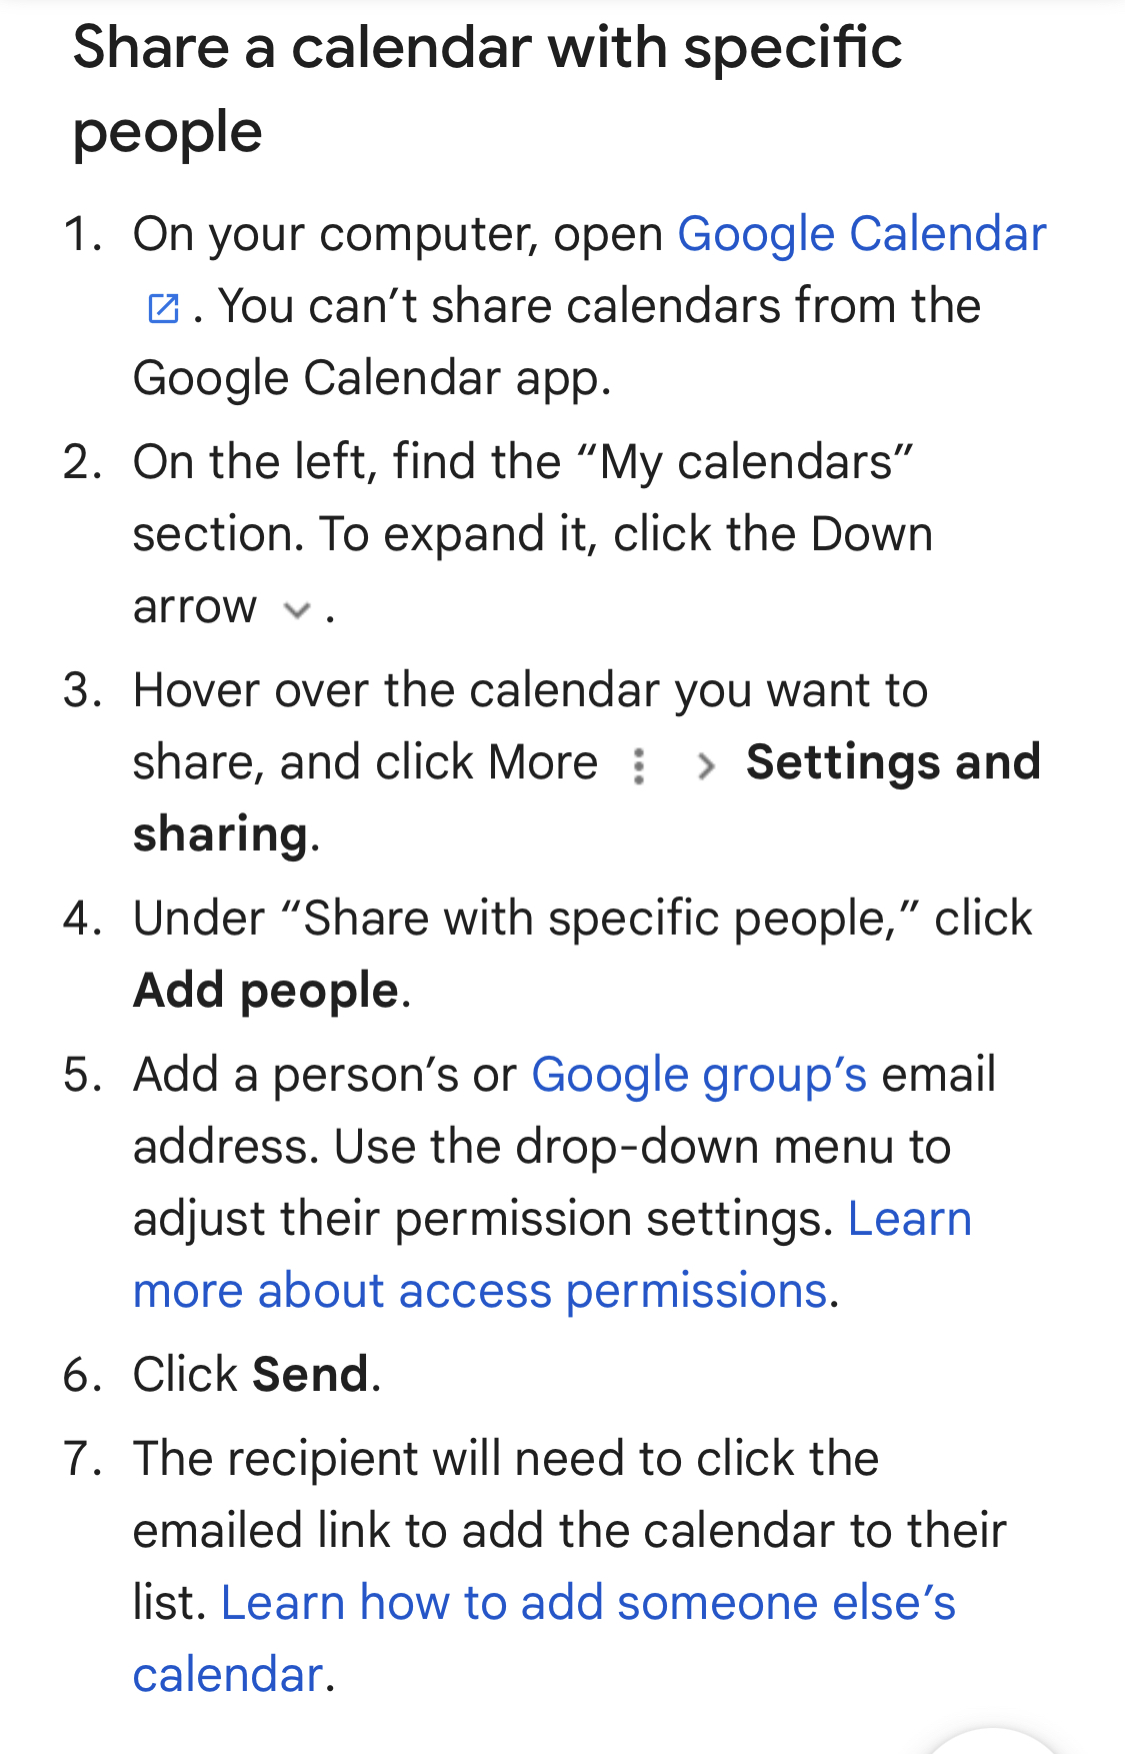 Share a calendar with specific
people
1. On your computer, open Google Calendar
. You can’t share calendars from the
Google Calendar app.
2. On the left, find the “My calendars”
section. To expand it, click the Down
arrow .
3. Hover over the calendar you want to
share, and click More > Settings and
sharing.
4. Under “Share with specific people,” click
Add people.
5. Add a person’s or Google group’s email
address. Use the drop-down menu to
adjust their permission settings. Learn
more about access permissions.
6. Click Send.
7. The recipient will need to click the
emailed link to add the calendar to their
list. Learn how to add someone else’s
calendar.